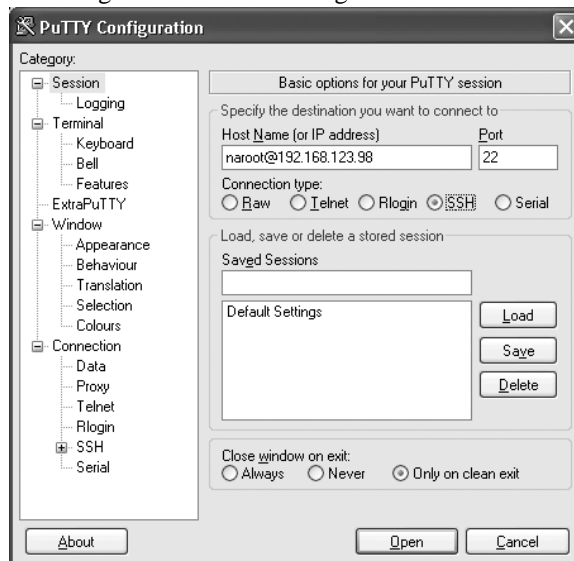 PuTTY Configuration
Category:
Session
Logging
Terminal
Keyboard
Bell
Features
ExtraPuTTY
Window
Appearance
Behaviour
Translation
Selection
Colours
Connection
Data
Proxy
Telnet
Rlogin
SSH
Serial
Basic options for your PuTTY session
Specify the destination you want to connect to
Host Name (or IP address) Port
naroot@192.168.123.98 22
Connection type:
Raw Telnet Rlogin SSH Serial
Load, save or delete a stored session
Saved Sessions
Default Settings
Load
Save
Delete
Close window on exit:
Always Never Only on clean exit
About Open Cancel